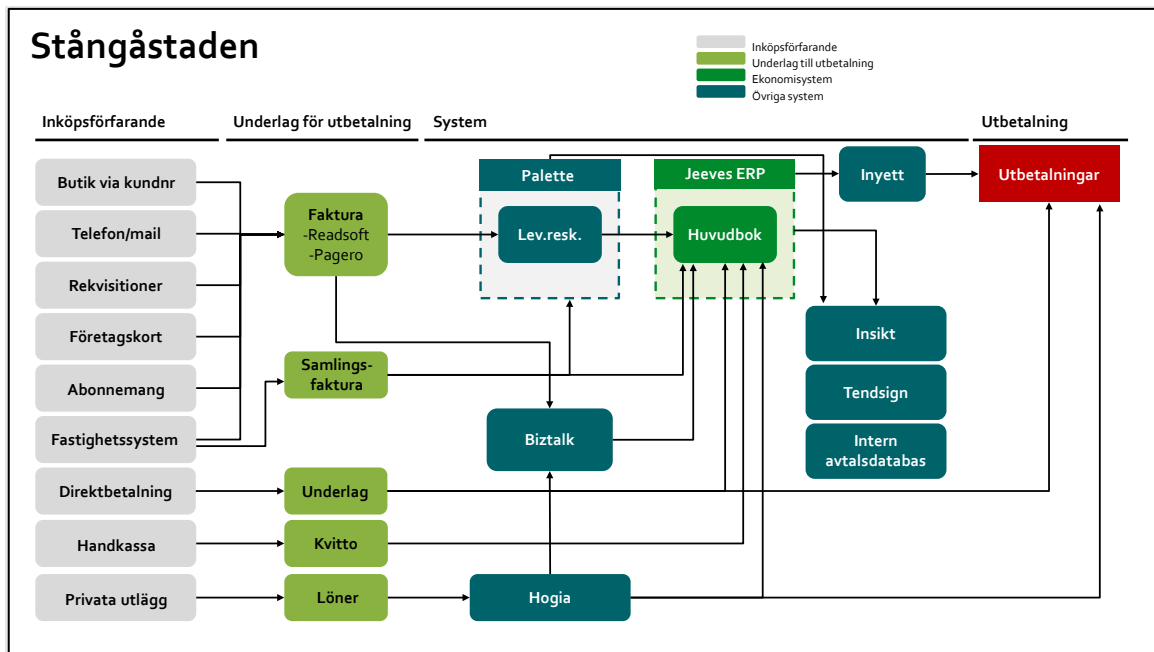 Stångåstaden
Inköpsförfarande
Underlag till utbetalning
Ekonomisystem
Övriga system
Inköpsförfarande
Underlag för utbetalning
System
Utbetalning
Butik via kundnr
Telefon/mail
Rekvisitioner
Företagskort
Abonnemang
Fastighetssystem
Direktbetalning
Handkassa
Privata utlägg
Faktura
-Readsoft
-Pagero
Samlings-
faktura
Underlag
Kvitto
Löner
Palette
Lev.resk.
Jeeves ERP
Huvudbok
Biztalk
Hogia
Inyett
Insikt
Tendsign
Intern
avtalsdatabas
Utbetalningar